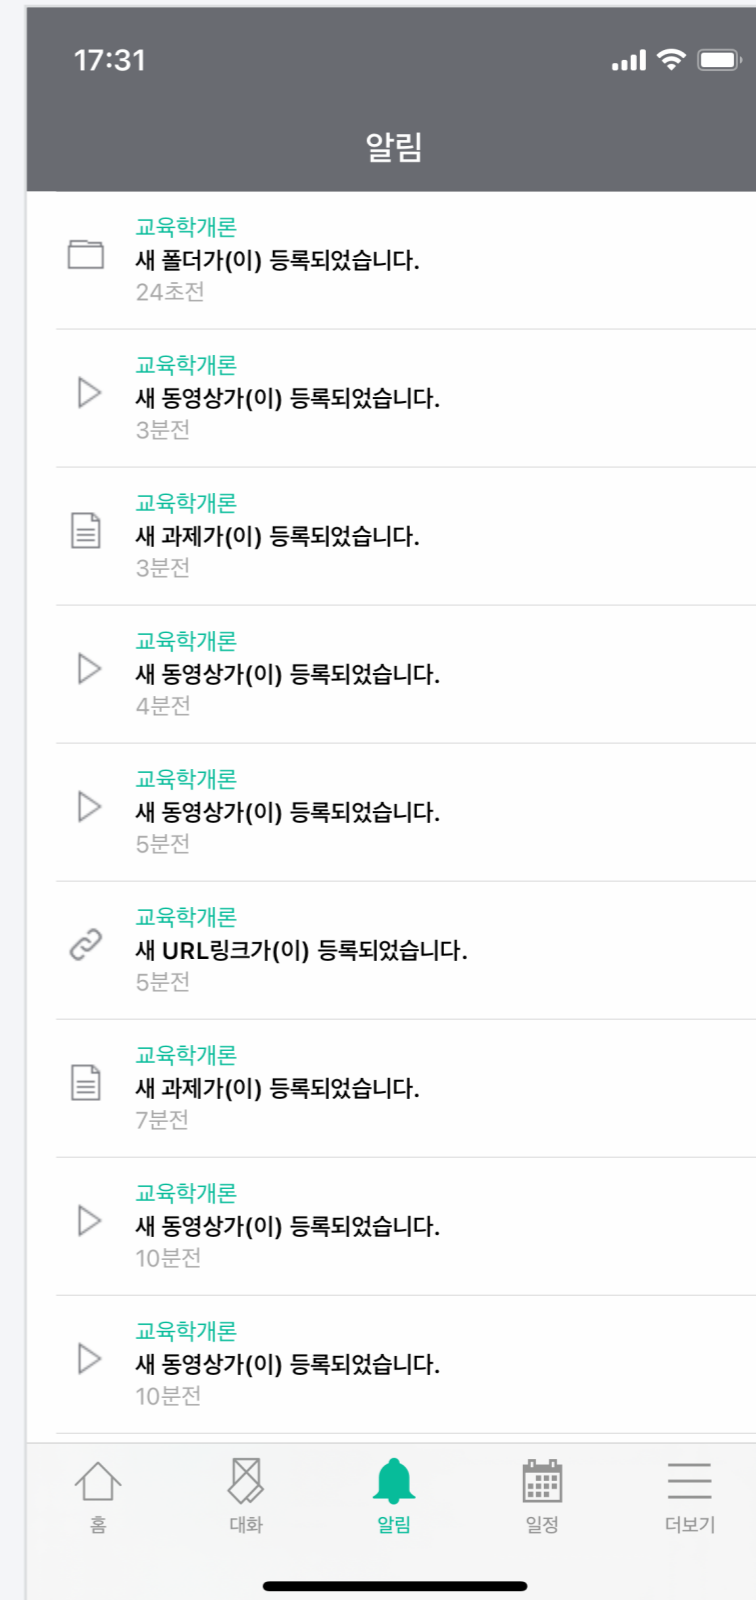 17:31
알림
교육학개론
새 폴더가(이) 등록되었습니다.
24초전
교육학개론
새 동영상가(이) 등록되었습니다.
3분전
교육학개론
새 과제가(이) 등록되었습니다.
3분전
교육학개론
새 동영상가(이) 등록되었습니다.
4분전
교육학개론
새 동영상가(이) 등록되었습니다.
5분전
교육학개론
새 URL링크가(이) 등록되었습니다.
5분전
교육학개론
새 과제가(이) 등록되었습니다.
7분전
교육학개론
새 동영상가(이) 등록되었습니다.
10분전
교육학개론
새 동영상가(이) 등록되었습니다.
10분전
홈 대화 알림 일정 더보기